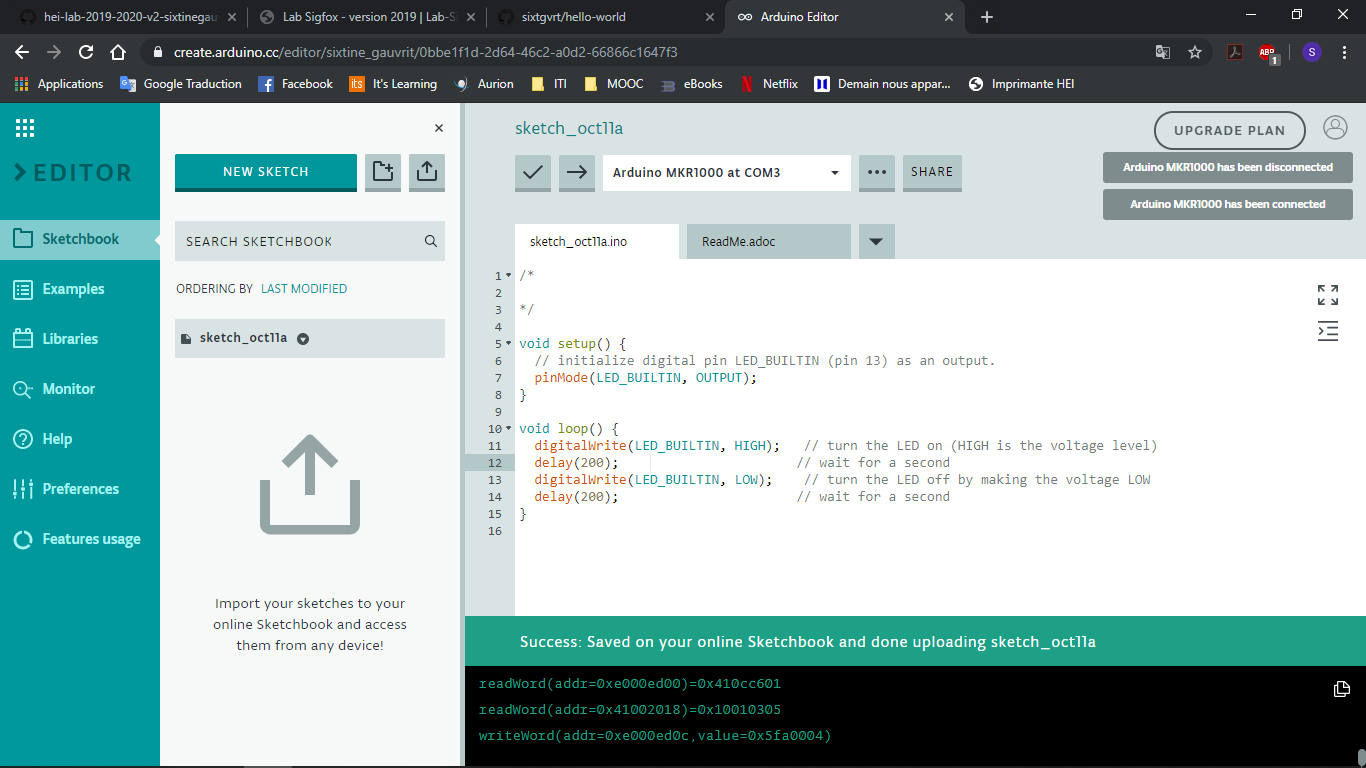 hei-lab-2019-2020-v2-sixtinegau
Lab Sigfox - version 2019 | Lab-S
sixtgvrt/hello-world
Arduino Editor
create.arduino.cc/editor/sixtine_gauvrit/0bbe1f1d-2d64-46c2-a0d2-66866c1647f3
ABP
1
S
Applications
Google Traduction
Facebook
its
It's Learning
Aurion
ITI
MOOC
eBooks
Netflix
Demain nous appar...
Imprimante HEI
EDITOR
Sketchbook
Examples
Libraries
Monitor
Help
Preferences
Features usage
NEW SKETCH
SEARCH SKETCHBOOK
ORDERING BY LAST MODIFIED
sketch_oct11a
Import your sketches to your
online Sketchbook and access
them from any device!
sketch_oct11a
UPGRADE PLAN
Arduino MKR1000 at COM3
SHARE
Arduino MKR1000 has been disconnected
Arduino MKR1000 has been connected
sketch_oct11a.ino
ReadMe.adoc
1 /*
2
3 */
4
5 void setup() {
6 // initialize digital pin LED_BUILTIN (pin 13) as an output.
7 pinMode(LED_BUILTIN, OUTPUT);
8 }
9
10 void loop() {
11 digitalWrite(LED_BUILTIN, HIGH); // turn the LED on (HIGH is the voltage level)
12 delay(200); // wait for a second
13 digitalWrite(LED_BUILTIN, LOW); // turn the LED off by making the voltage LOW
14 delay(200); // wait for a second
15 }
16
Success: Saved on your online Sketchbook and done uploading sketch_oct11a
readWord(addr=0xe000ed00)=0x410cc601
readWord(addr=0x41002018)=0x10010305
writeWord(addr=0xe000ed0c,value=0x5fa0004)